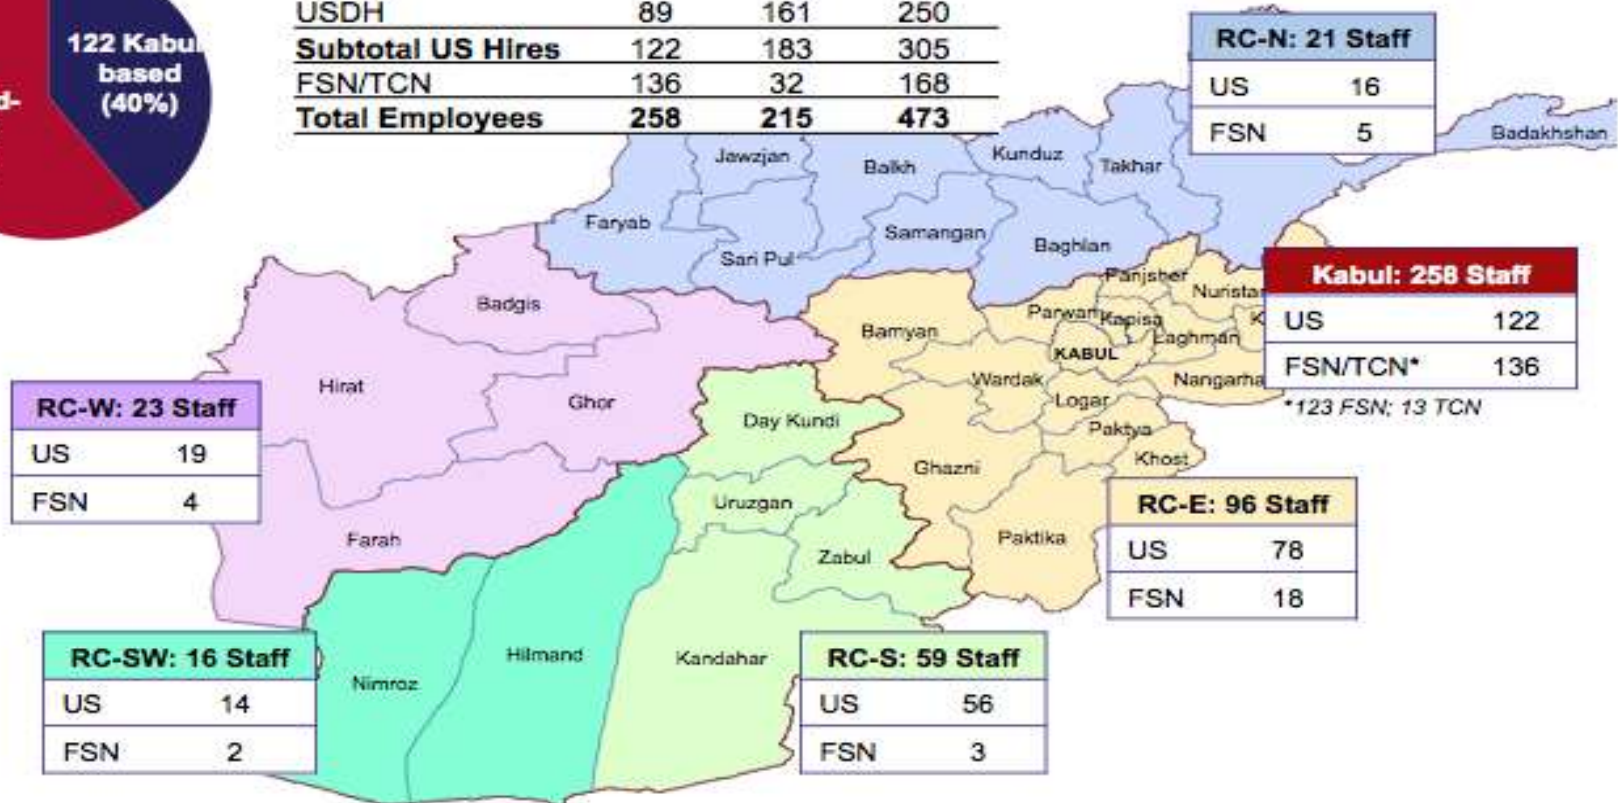 122 Kabul
based
(40%)
d-
USDH 89 161 250
Subtotal US Hires 122 183 305
FSN/TCN 136 32 168
Total Employees 258 215 473
RC-N: 21 Staff
US 16
FSN 5
Badakhshan
Jawzjan
Balkh
Kunduz
Takhar
Faryab
Sari Pul
Samangan
Baghlan
Panjsher
Nuristan
Kabul: 258 Staff
US 122
FSN/TCN* 136
*123 FSN; 13 TCN
Badgis
Bamyan
Parwan
Kapisa
Laghman
K
KABUL
Hirat
Ghor
Wardak
Logar
Nangarha
Day Kundi
Paktya
Khost
Ghazni
RC-W: 23 Staff
US 19
FSN 4
Uruzgan
Farah
Zabul
Paktika
RC-E: 96 Staff
US 78
FSN 18
RC-SW: 16 Staff
US 14
FSN 2
Nimroz
Hilmand
Kandahar
RC-S: 59 Staff
US 56
FSN 3